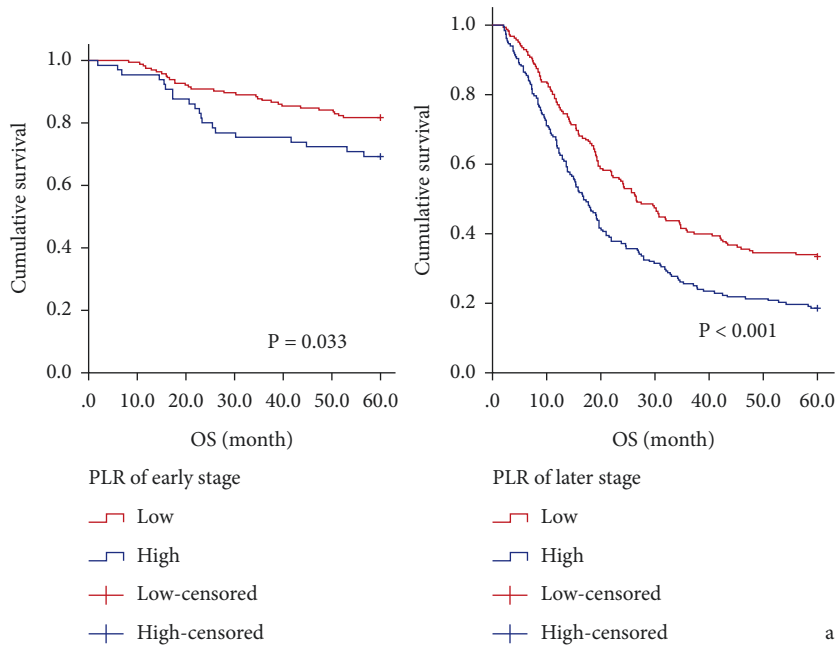 Cumulative survival
1.0
0.8
0.6
0.4
0.2
0.0
P = 0.033
.0 10.0 20.0 30.0 40.0 50.0 60.0
OS (month)
PLR of early stage
Low
High
Low-censored
High-censored
Cumulative survival
1.0
0.8
0.6
0.4
0.2
0.0
P < 0.001
.0 10.0 20.0 30.0 40.0 50.0 60.0
OS (month)
PLR of later stage
Low
High
Low-censored
High-censored
a